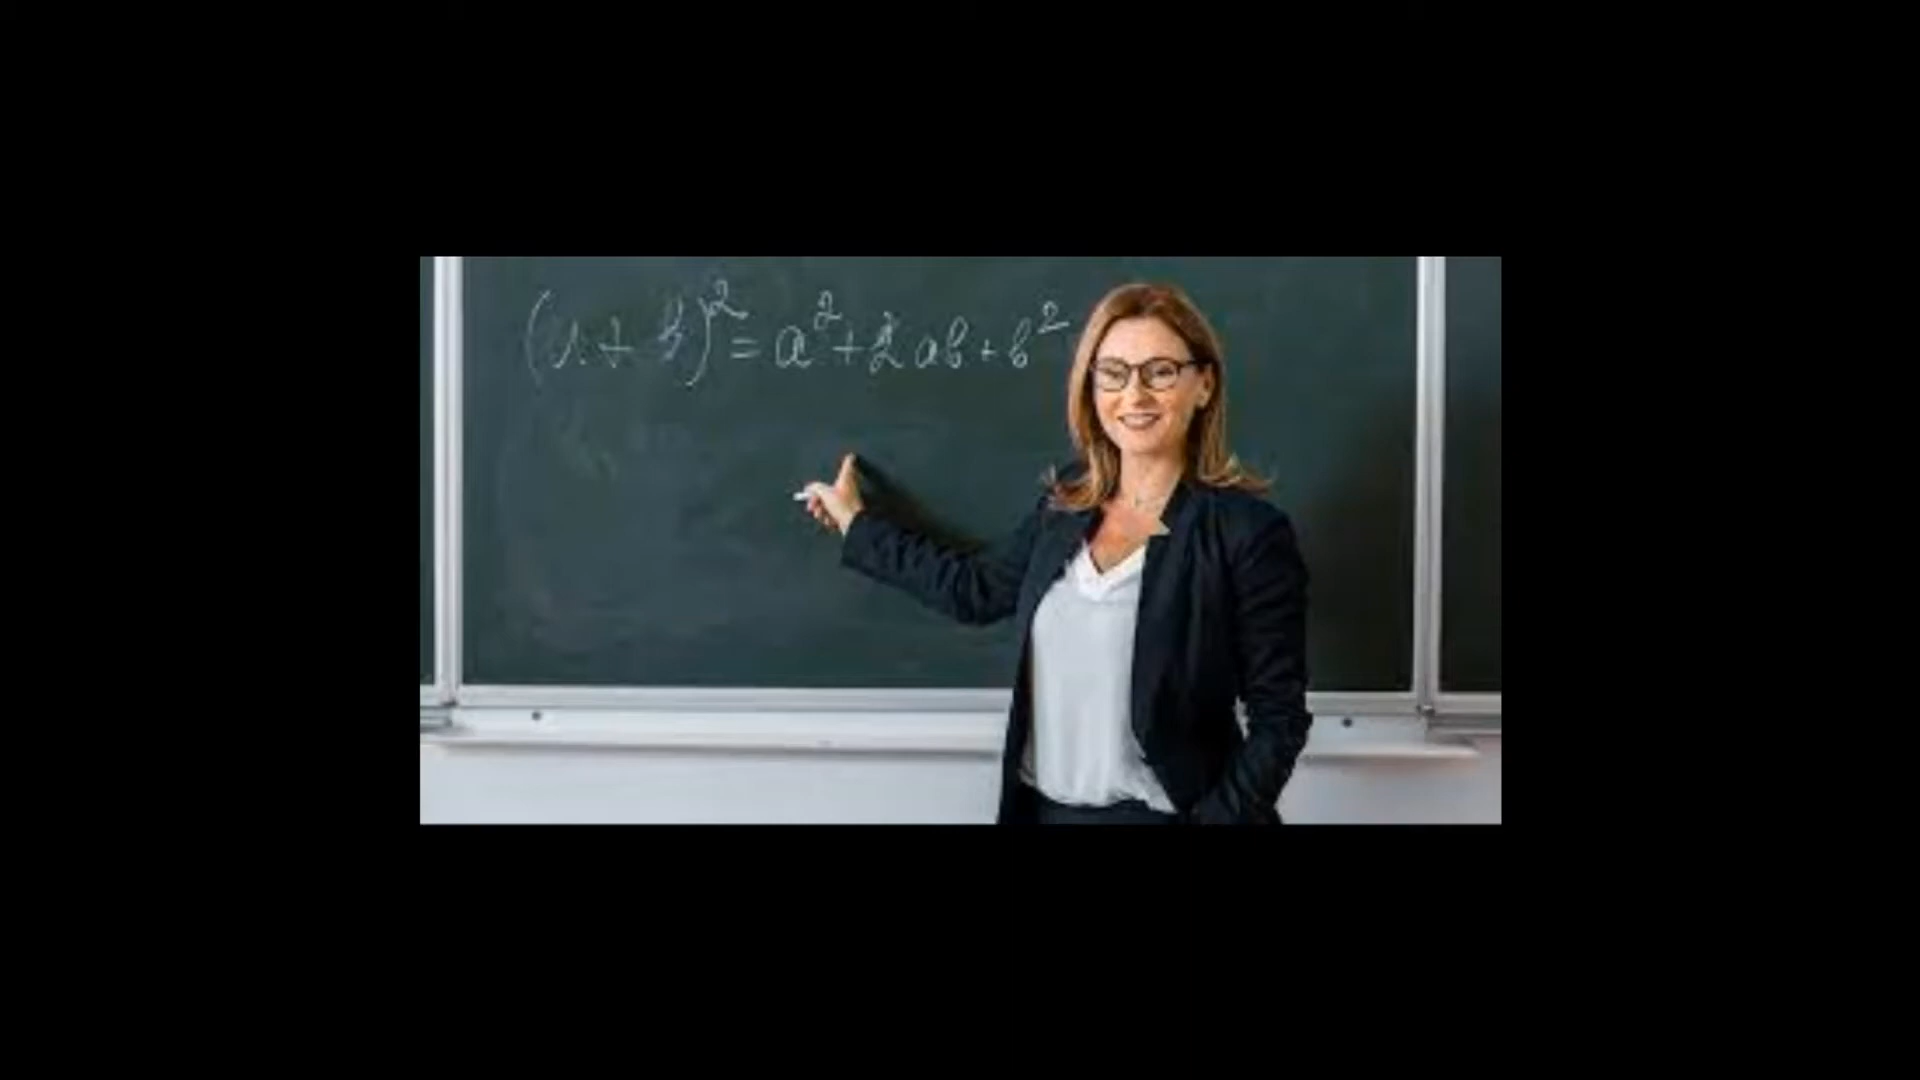 (a + b)² = a² + 2ab + b²